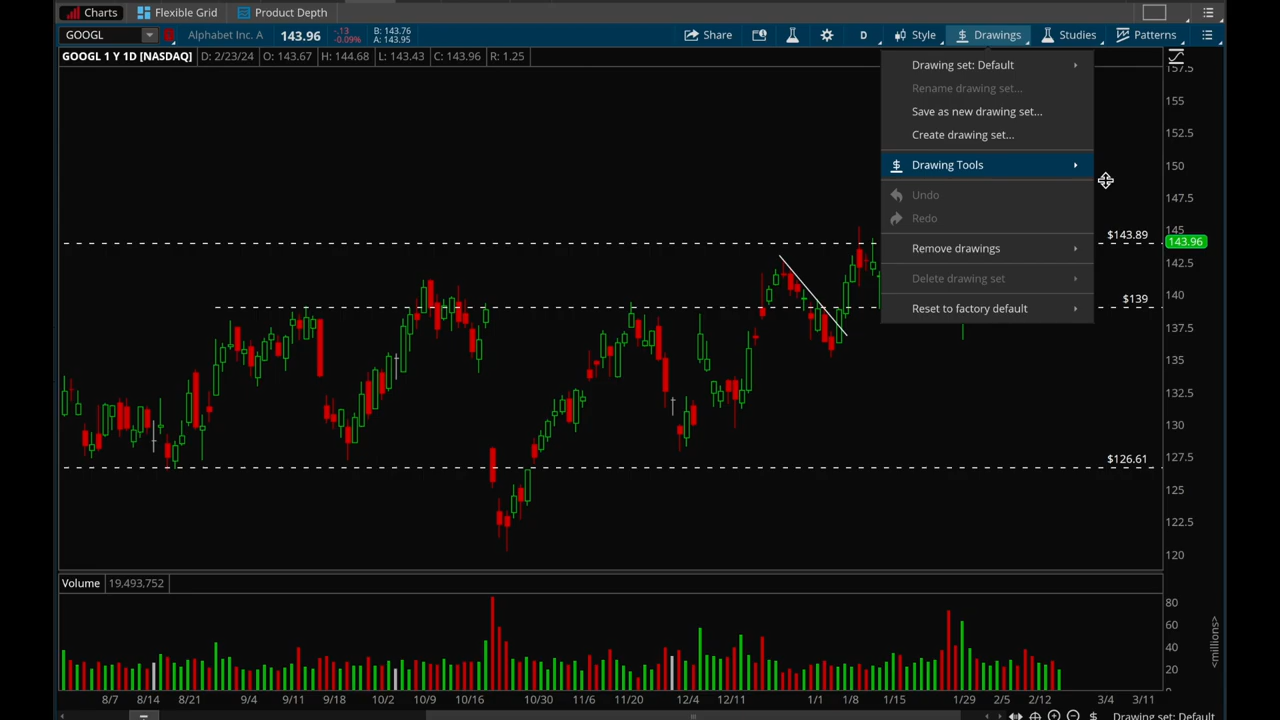 Charts Flexible Grid Product Depth
GOOGL Alphabet Inc. A 143.96 -.13 -0.09% B: 143.76 A: 143.95 Share D Style $ Drawings Studies Patterns
GOOGL 1 Y 1D [NASDAQ] D: 2/23/24 O: 143.67 H: 144.68 L: 143.43 C: 143.96 R: 1.25
Drawing set: Default
Rename drawing set...
Save as new drawing set...
Create drawing set...
$ Drawing Tools
Undo
Redo
Remove drawings
Delete drawing set
Reset to factory default
157.5
155
152.5
150
147.5
145
143.96
142.5
140
137.5
135
132.5
130
127.5
125
122.5
120
$143.89
$139
$126.61
Volume 19,493,752
80
60
40
20
<millions>
8/7 8/14 8/21 9/4 9/11 9/18 10/2 10/9 10/16 10/30 11/6 11/20 12/4 12/11 1/1 1/8 1/15 1/29 2/5 2/12 3/4 3/11
$ Drawing set: Default